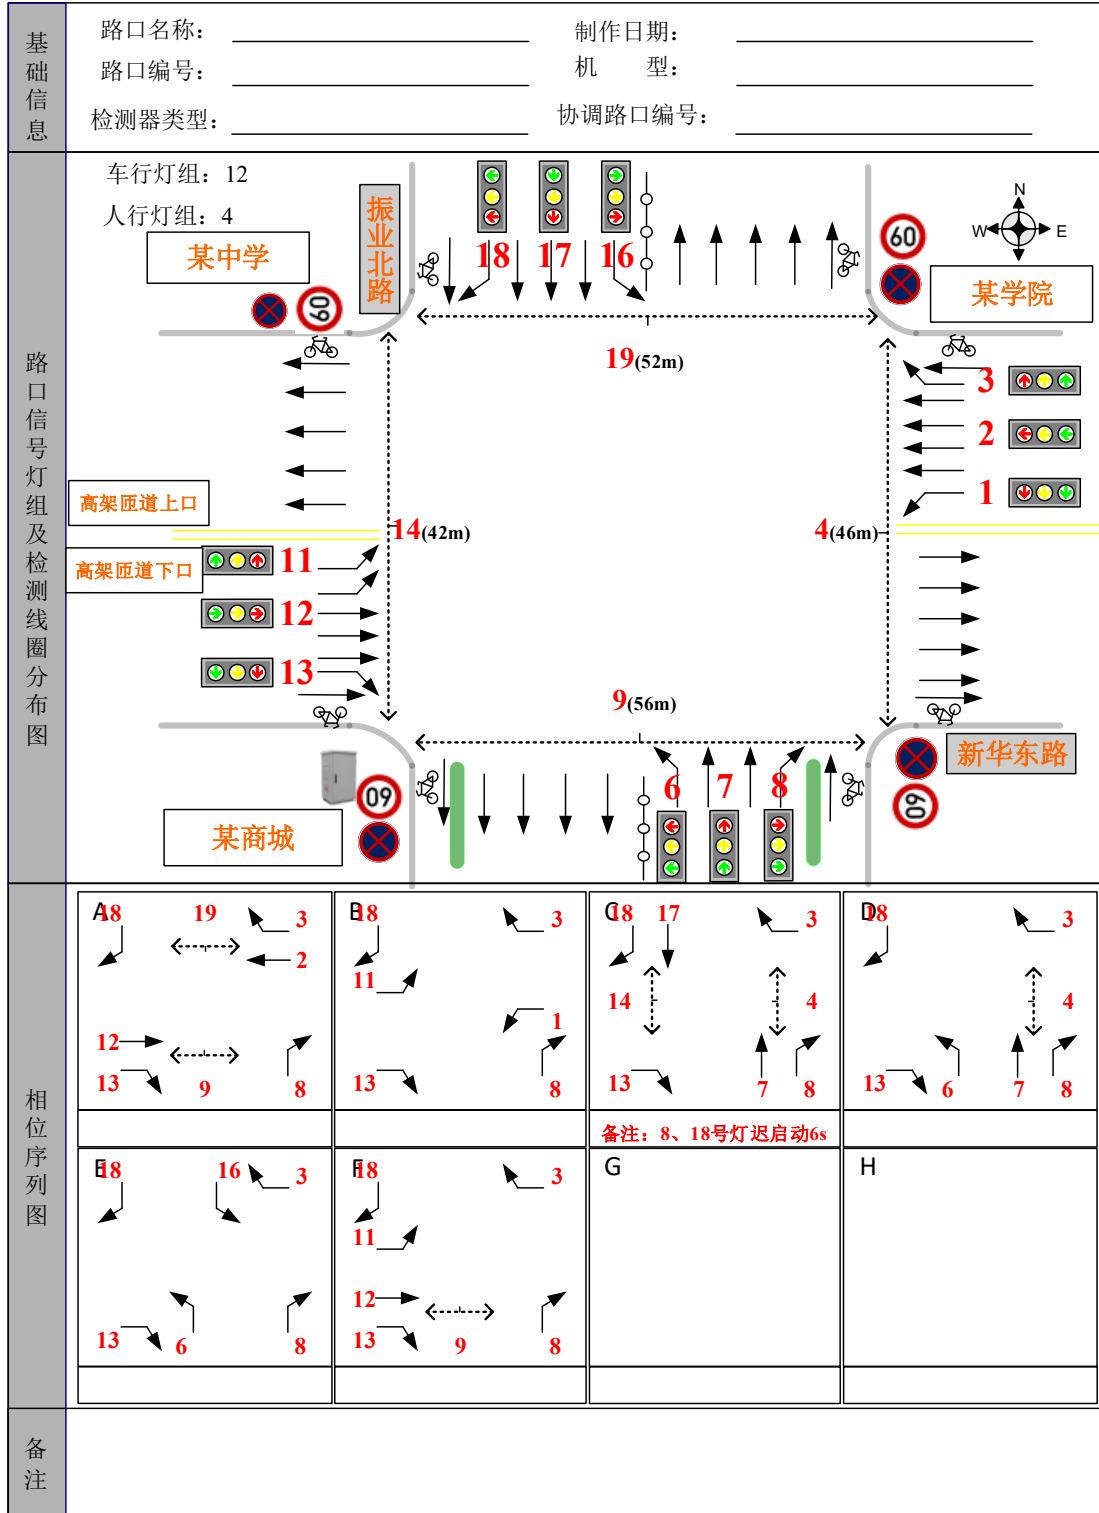 基础信息
路口名称：
制作日期：
路口编号：
机 型：
检测器类型：
协调路口编号：
路口信号灯组及检测线圈分布图
车行灯组：12
人行灯组：4
某中学
振业北路
18
17
16
60
N
W
E
某学院
60
19(52m)
3
2
1
高架匝道上口
14(42m)
4(46m)
高架匝道下口
11
12
13
9(56m)
新华东路
6
7
8
60
60
某商城
相位序列图
A
18
19
3
2
12
13
9
8
B
18
3
11
1
13
8
C
18
17
3
14
4
13
7
8
备注：8、18号灯迟启动6s
D
18
3
4
13
6
7
8
E
18
16
3
13
6
8
F
18
3
11
12
13
9
8
G
H
备注